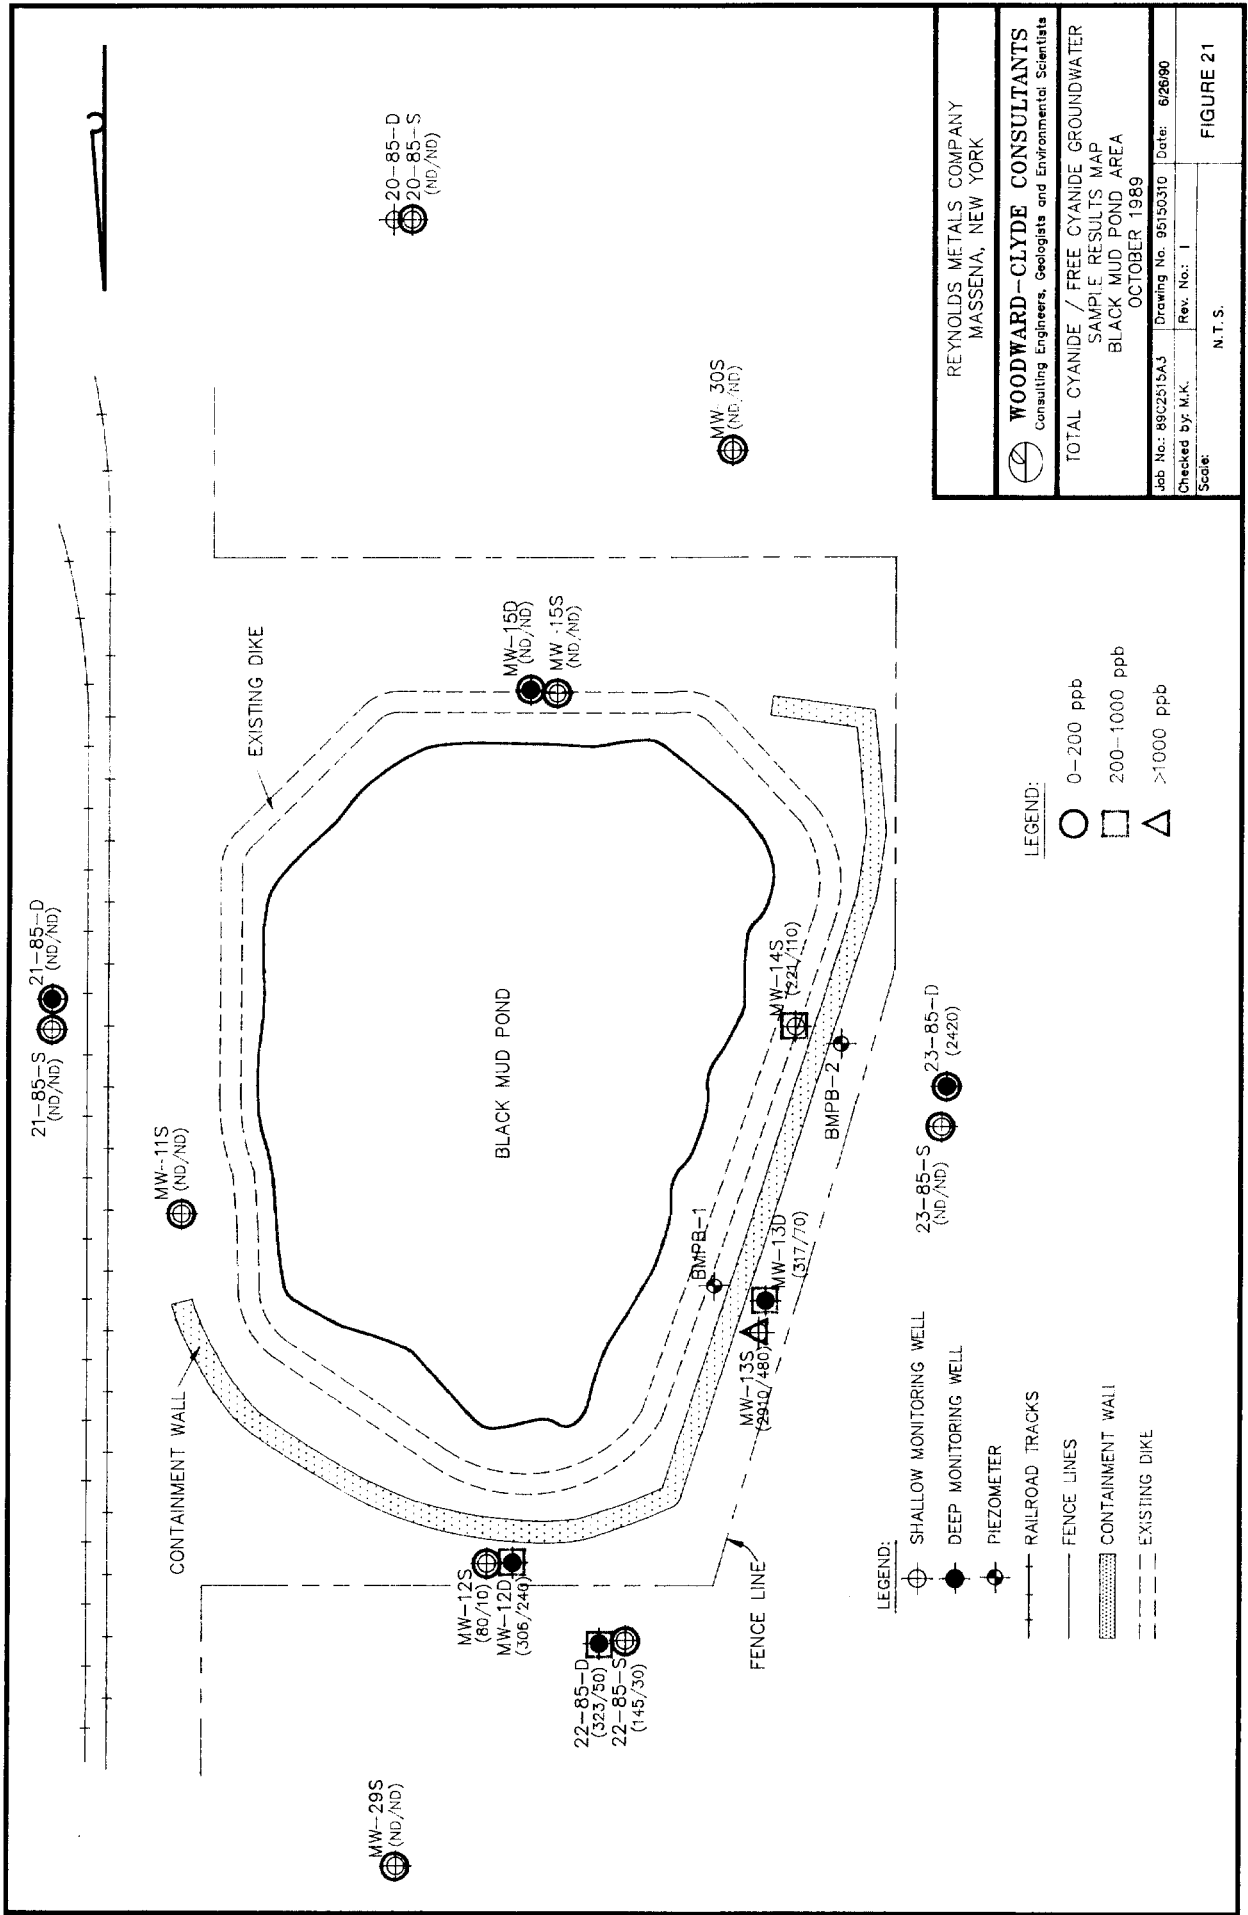 20-85-D
20-85-S
(ND/ND)
MW- 30S
(ND/ND)
MW-15D
(ND/ND)
MW -15S
(ND/ND)
EXISTING DIKE
21-85-D
(ND/ND)
21-85-S
(ND/ND)
MW-11S
(ND/ND)
BLACK MUD POND
MW-14S
(221/110)
BMPB-2
23-85-D
(2420)
23-85-S
(ND/ND)
BMPB-1
MW-13D
(317/70)
MW-13S
(2910/480)
CONTAINMENT WALL
MW-12S
(80/10)
MW-12D
(306/240)
22-85-D
(323/50)
22-85-S
(145/30)
FENCE LINE
MW-29S
(ND/ND)
LEGEND:
SHALLOW MONITORING WELL
DEEP MONITORING WELL
PIEZOMETER
RAILROAD TRACKS
FENCE LINES
CONTAINMENT WALL
EXISTING DIKE
LEGEND:
0-200 ppb
200-1000 ppb
>1000 ppb
REYNOLDS METALS COMPANY
MASSENA, NEW YORK
WOODWARD-CLYDE CONSULTANTS
Consulting Engineers, Geologists and Environmental Scientists
TOTAL CYANIDE / FREE CYANIDE GROUNDWATER
SAMPLE RESULTS MAP
BLACK MUD POND AREA
OCTOBER 1989
Job No.: 89C2515A3 Drawing No. 95150310 Date: 6/26/90
Checked by: M.K. Rev. No.: 1
Scale: N.T.S.
FIGURE 21